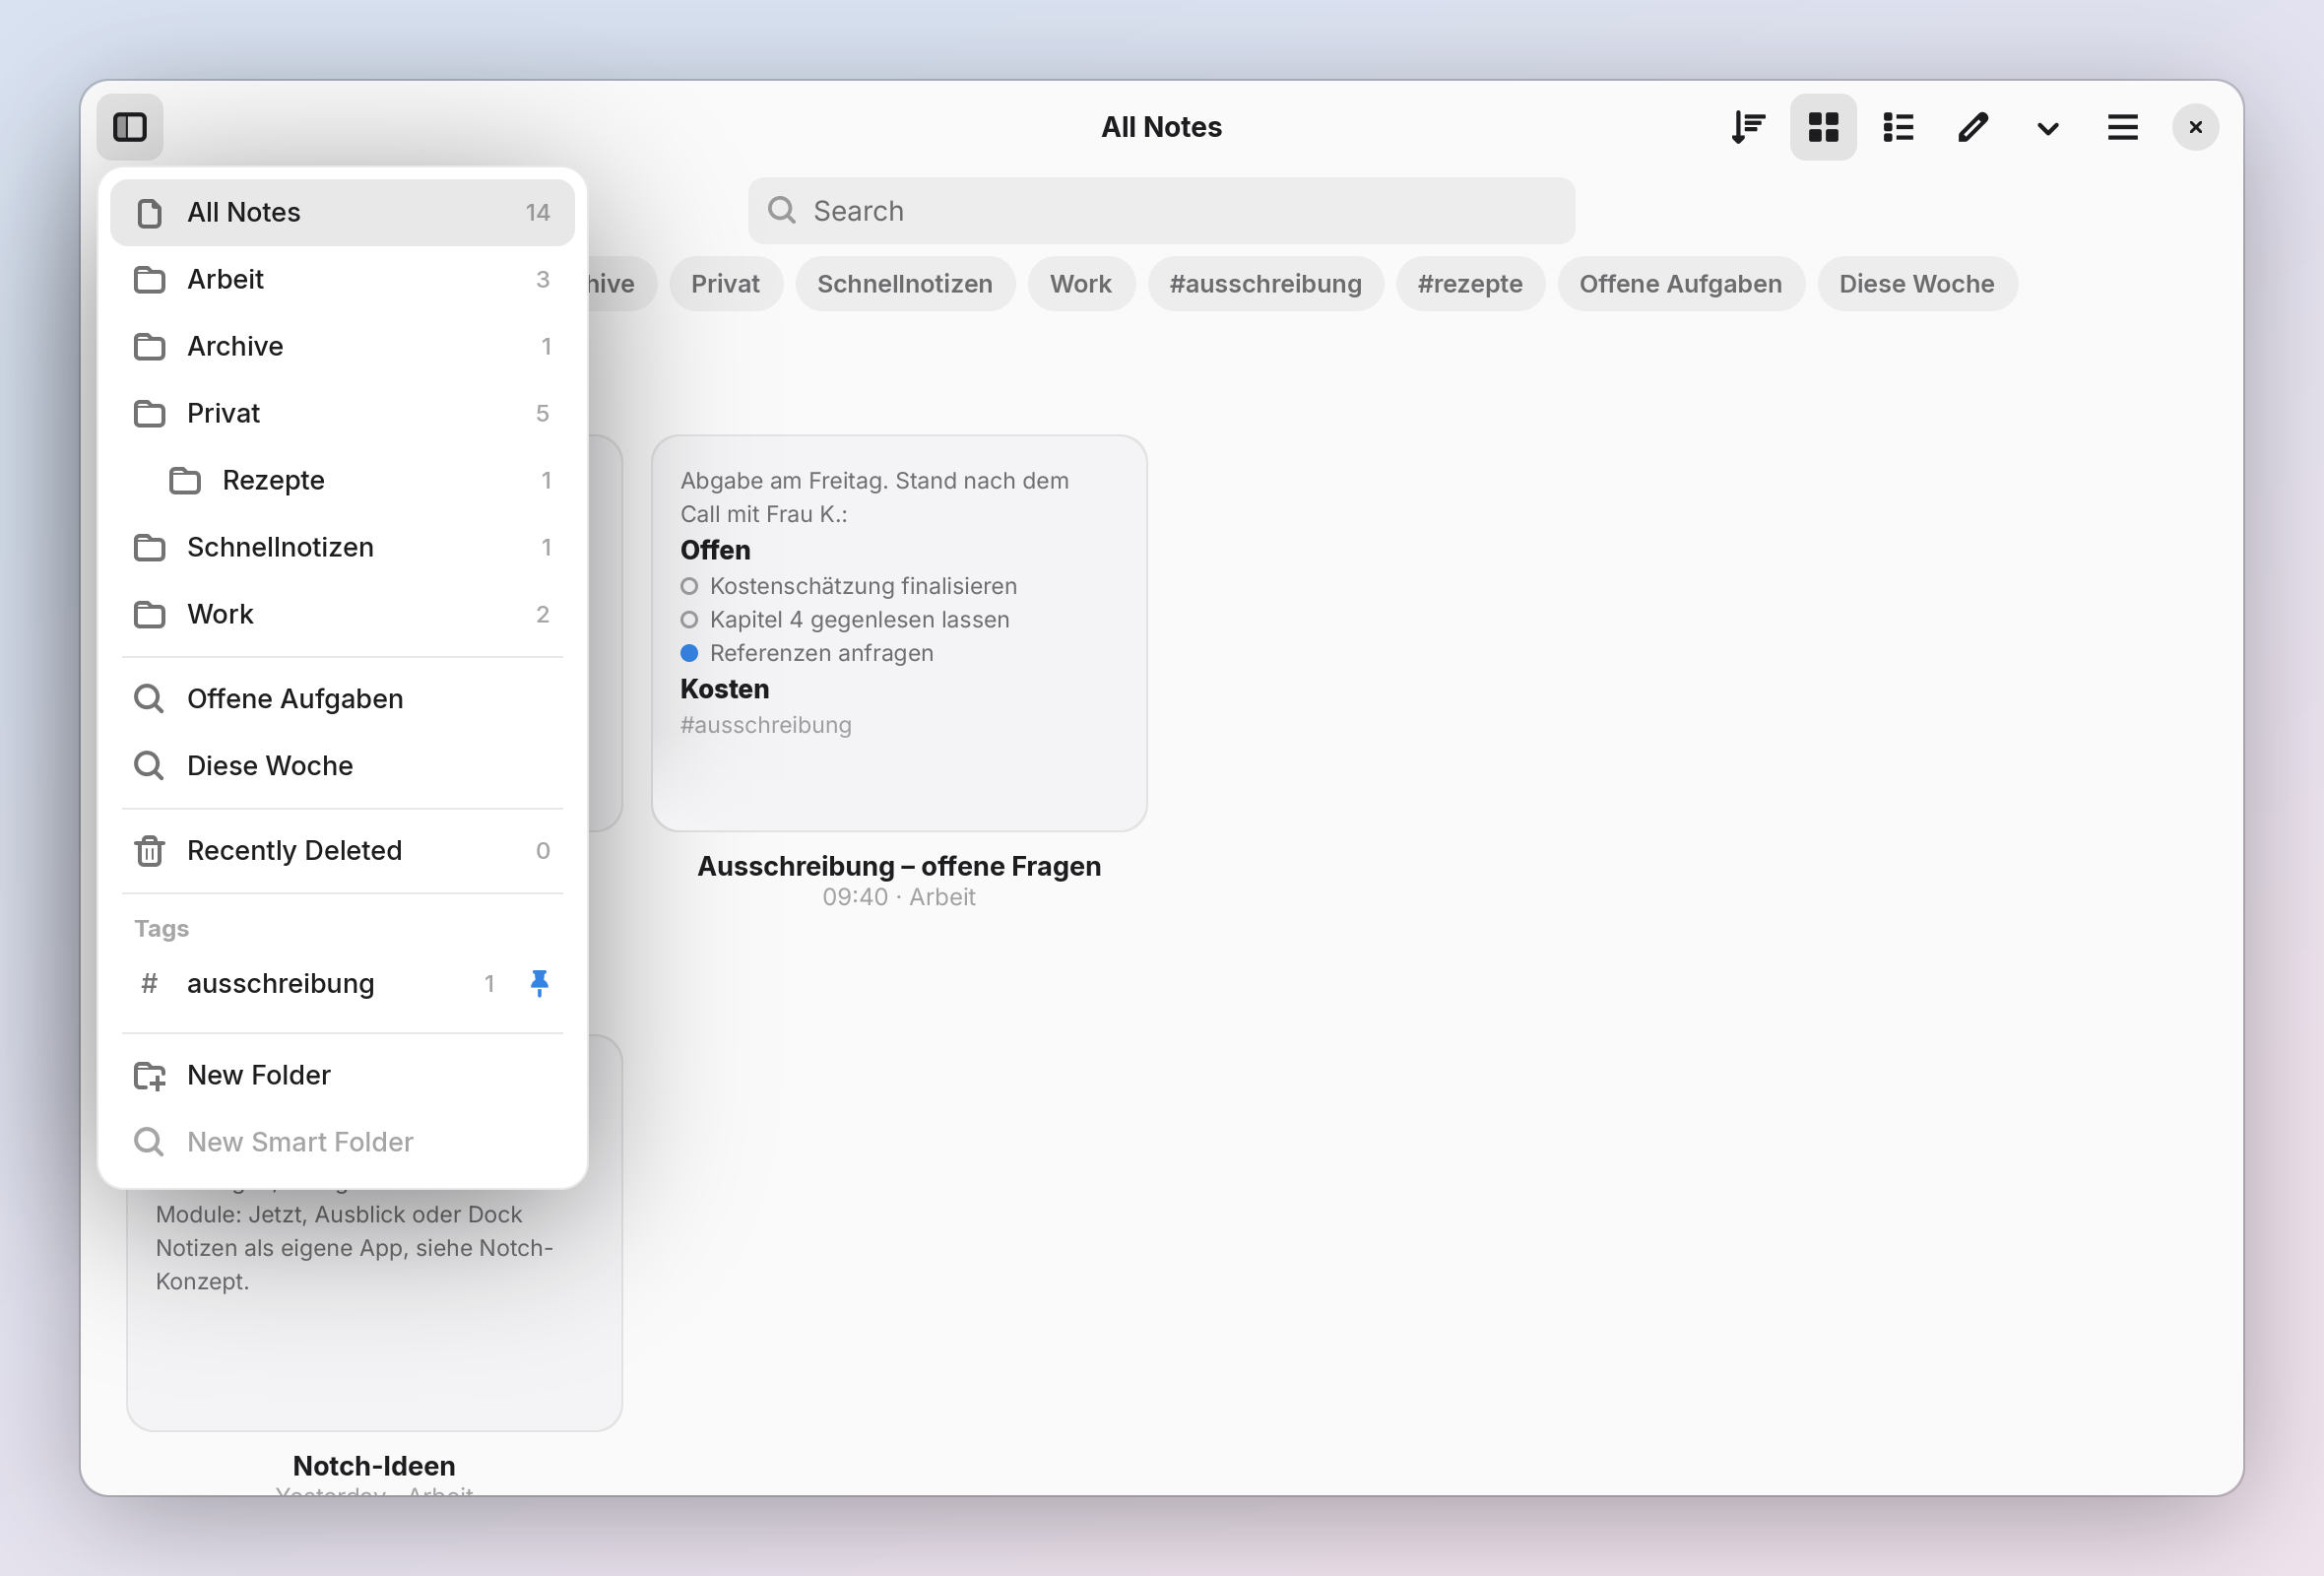 All Notes
Search
All Notes 14
Arbeit 3
Archive 1
Privat 5
Rezepte 1
Schnellnotizen 1
Work 2
Offene Aufgaben
Diese Woche
Recently Deleted 0
Tags
# ausschreibung 1
New Folder
New Smart Folder
Privat
Schnellnotizen
Work
#ausschreibung
#rezepte
Offene Aufgaben
Diese Woche
Abgabe am Freitag. Stand nach dem
Call mit Frau K.:
Offen
Kostenschätzung finalisieren
Kapitel 4 gegenlesen lassen
Referenzen anfragen
Kosten
#ausschreibung
Ausschreibung – offene Fragen
09:40 · Arbeit
Module: Jetzt, Ausblick oder Dock
Notizen als eigene App, siehe Notch-
Konzept.
Notch-Ideen
Yesterday · Arbeit